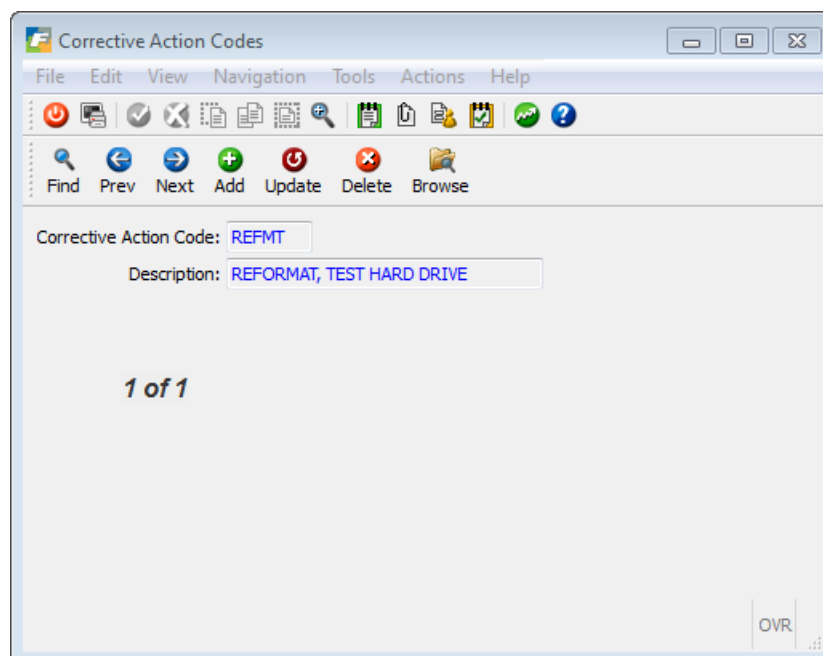 Corrective Action Codes
File Edit View Navigation Tools Actions Help
Find Prev Next Add Update Delete Browse
Corrective Action Code: REFMT
Description: REFORMAT, TEST HARD DRIVE
1 of 1
OVR